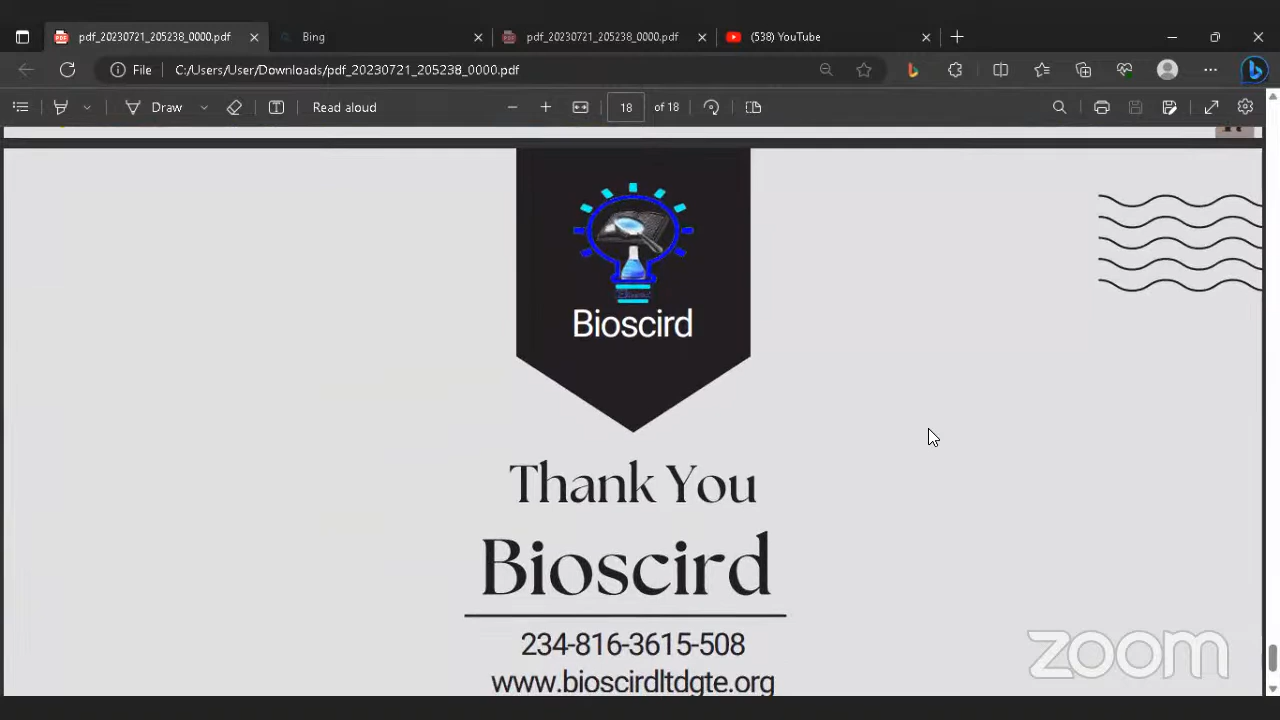 pdf_20230721_205238_0000.pdf
Bing
pdf_20230721_205238_0000.pdf
(538) YouTube
File
C:/Users/User/Downloads/pdf_20230721_205238_0000.pdf
Draw
Read aloud
18
of 18
Bioscird
Thank You
Bioscird
234-816-3615-508
www.bioscirdltdgte.org
zoom